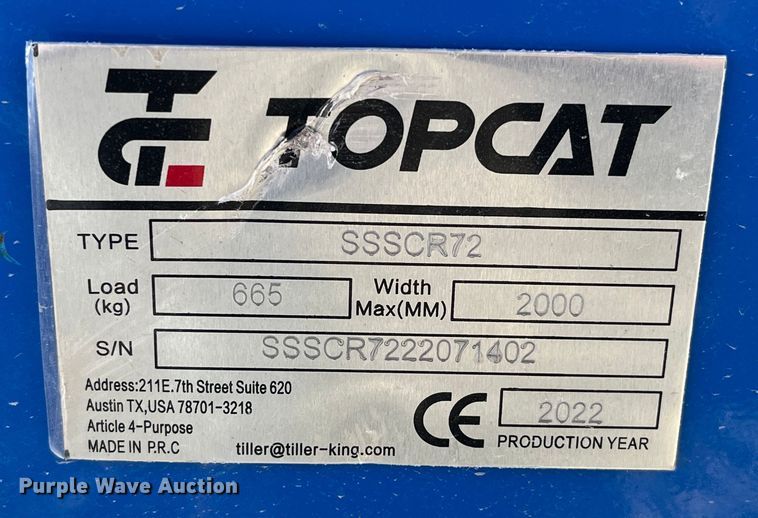 TC TOPCAT
TYPE SSSCR72
Load (kg) 665 Width Max(MM) 2000
S/N SSSCR7222071402
Address:211E.7th Street Suite 620
Austin TX,USA 78701-3218
Article 4-Purpose
MADE IN P.R.C tiller@tiller-king.com
CE 2022
PRODUCTION YEAR
Purple Wave Auction